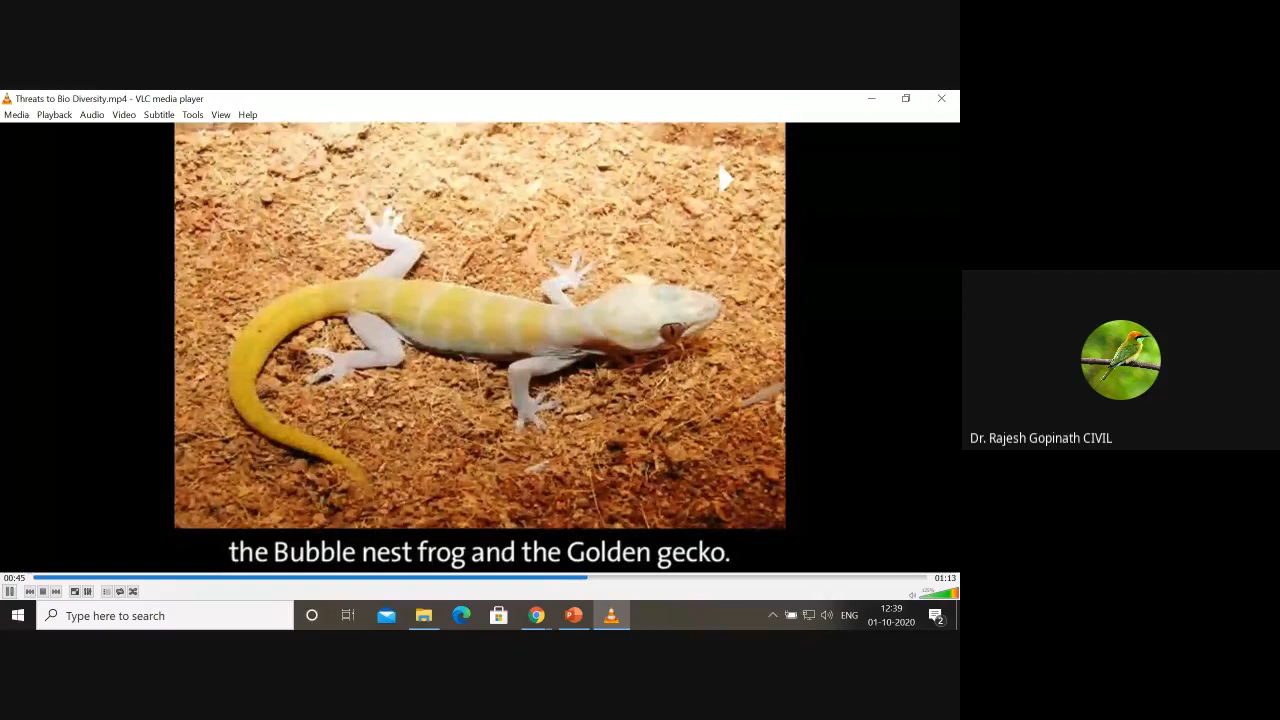 Threats to Bio Diversity.mp4 - VLC media player
Media Playback Audio Video Subtitle Tools View Help
the Bubble nest frog and the Golden gecko.
00:45
01:13
Type here to search
ENG
12:39
01-10-2020
2
Dr. Rajesh Gopinath CIVIL